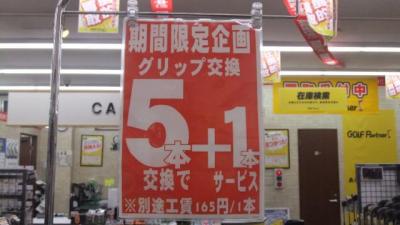 期間限定企画
グリップ交換
5本+1本
交換で サービス
※別途工賃165円/1本
CA
在庫検索
GOLF Partner